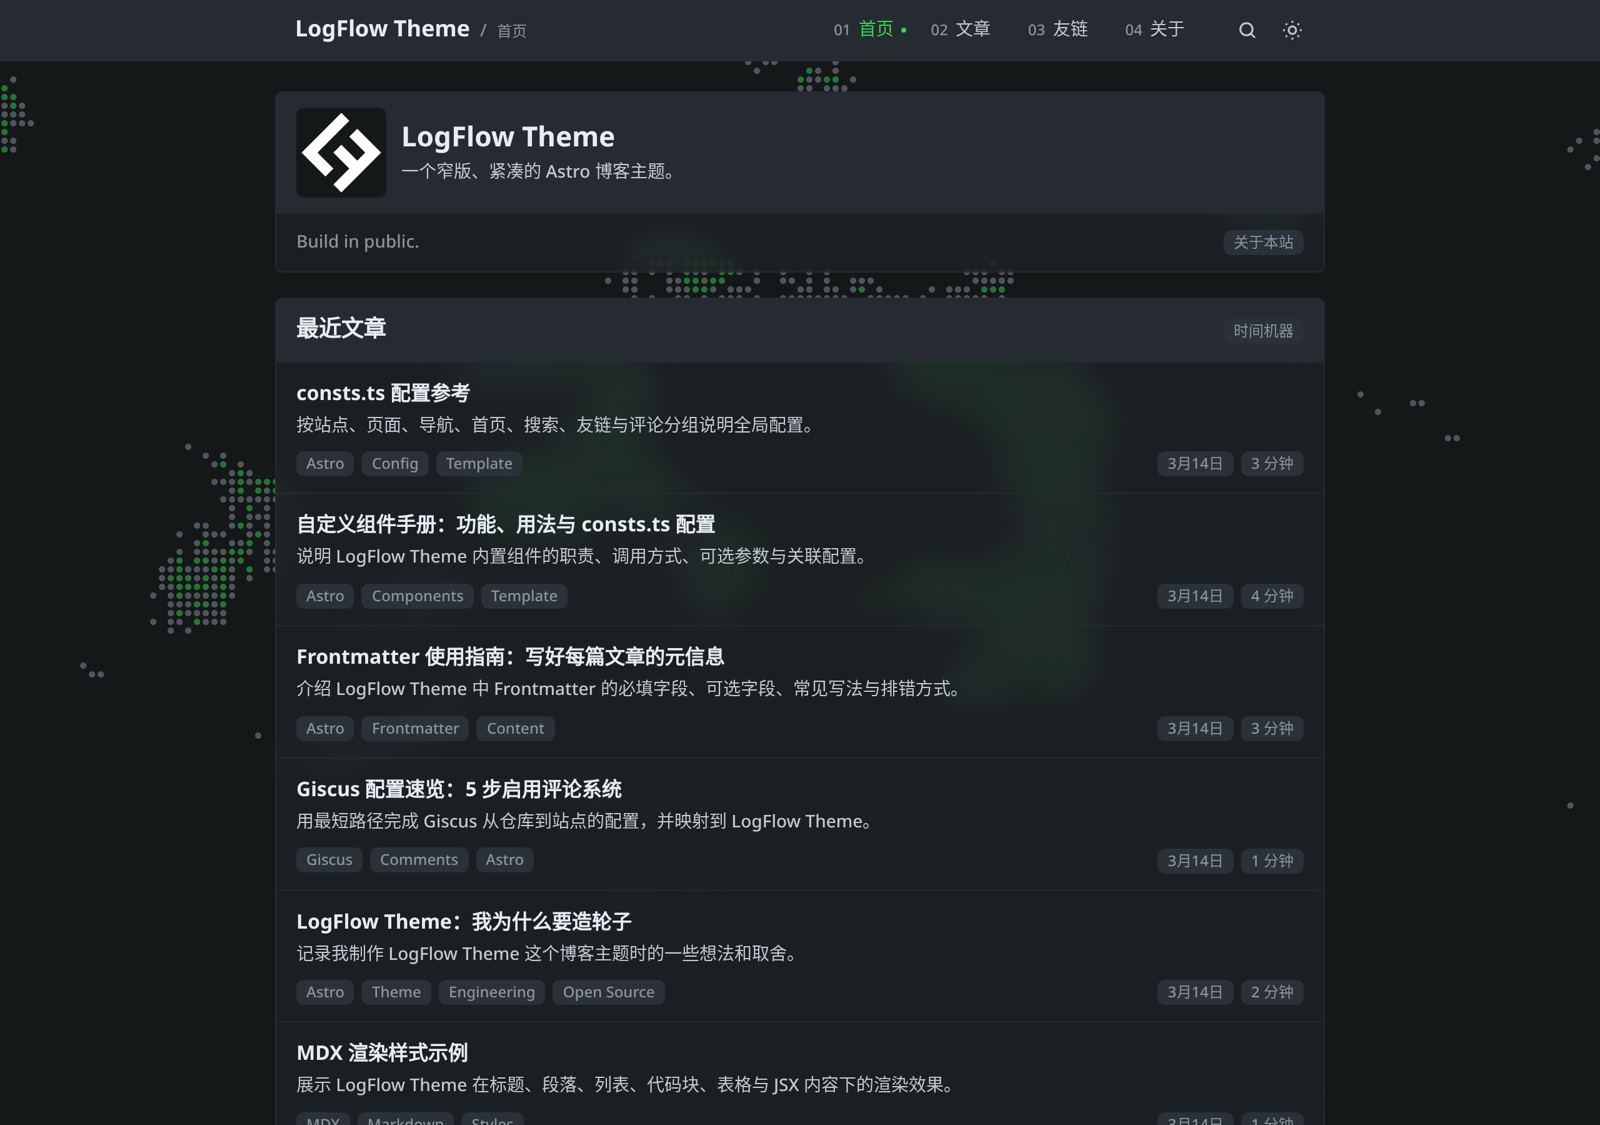 LogFlow Theme / 首页
01 首页 02 文章 03 友链 04 关于
LogFlow Theme
一个窄版、紧凑的 Astro 博客主题。
Build in public.
关于本站
最近文章
时间机器
consts.ts 配置参考
按站点、页面、导航、首页、搜索、友链与评论分组说明全局配置。
Astro Config Template 3月14日 3 分钟
自定义组件手册：功能、用法与 consts.ts 配置
说明 LogFlow Theme 内置组件的职责、调用方式、可选参数与关联配置。
Astro Components Template 3月14日 4 分钟
Frontmatter 使用指南：写好每篇文章的元信息
介绍 LogFlow Theme 中 Frontmatter 的必填字段、可选字段、常见写法与排错方式。
Astro Frontmatter Content 3月14日 3 分钟
Giscus 配置速览：5 步启用评论系统
用最短路径完成 Giscus 从仓库到站点的配置，并映射到 LogFlow Theme。
Giscus Comments Astro 3月14日 1 分钟
LogFlow Theme：我为什么要造轮子
记录我制作 LogFlow Theme 这个博客主题时的一些想法和取舍。
Astro Theme Engineering Open Source 3月14日 2 分钟
MDX 渲染样式示例
展示 LogFlow Theme 在标题、段落、列表、代码块、表格与 JSX 内容下的渲染效果。
MDX Markdown Styles 3月14日 1 分钟